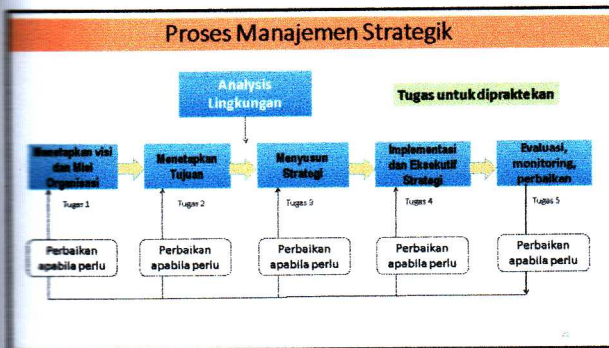 Proses Manajemen Strategik
Analysis
Lingkungan
Tugas untuk dipraktekan
Menetapkan visi
dan Misi
Organisasi
Menetapkan
Tujuan
Menyusun
Strategi
Implementasi
dan Eksekutif
Strategi
Evaluasi,
monitoring,
perbaikan
Tugas 1
Tugas 2
Tugas 3
Tugas 4
Tugas 5
Perbaikan
apabila perlu
Perbaikan
apabila perlu
Perbaikan
apabila perlu
Perbaikan
apabila perlu
Perbaikan
apabila perlu